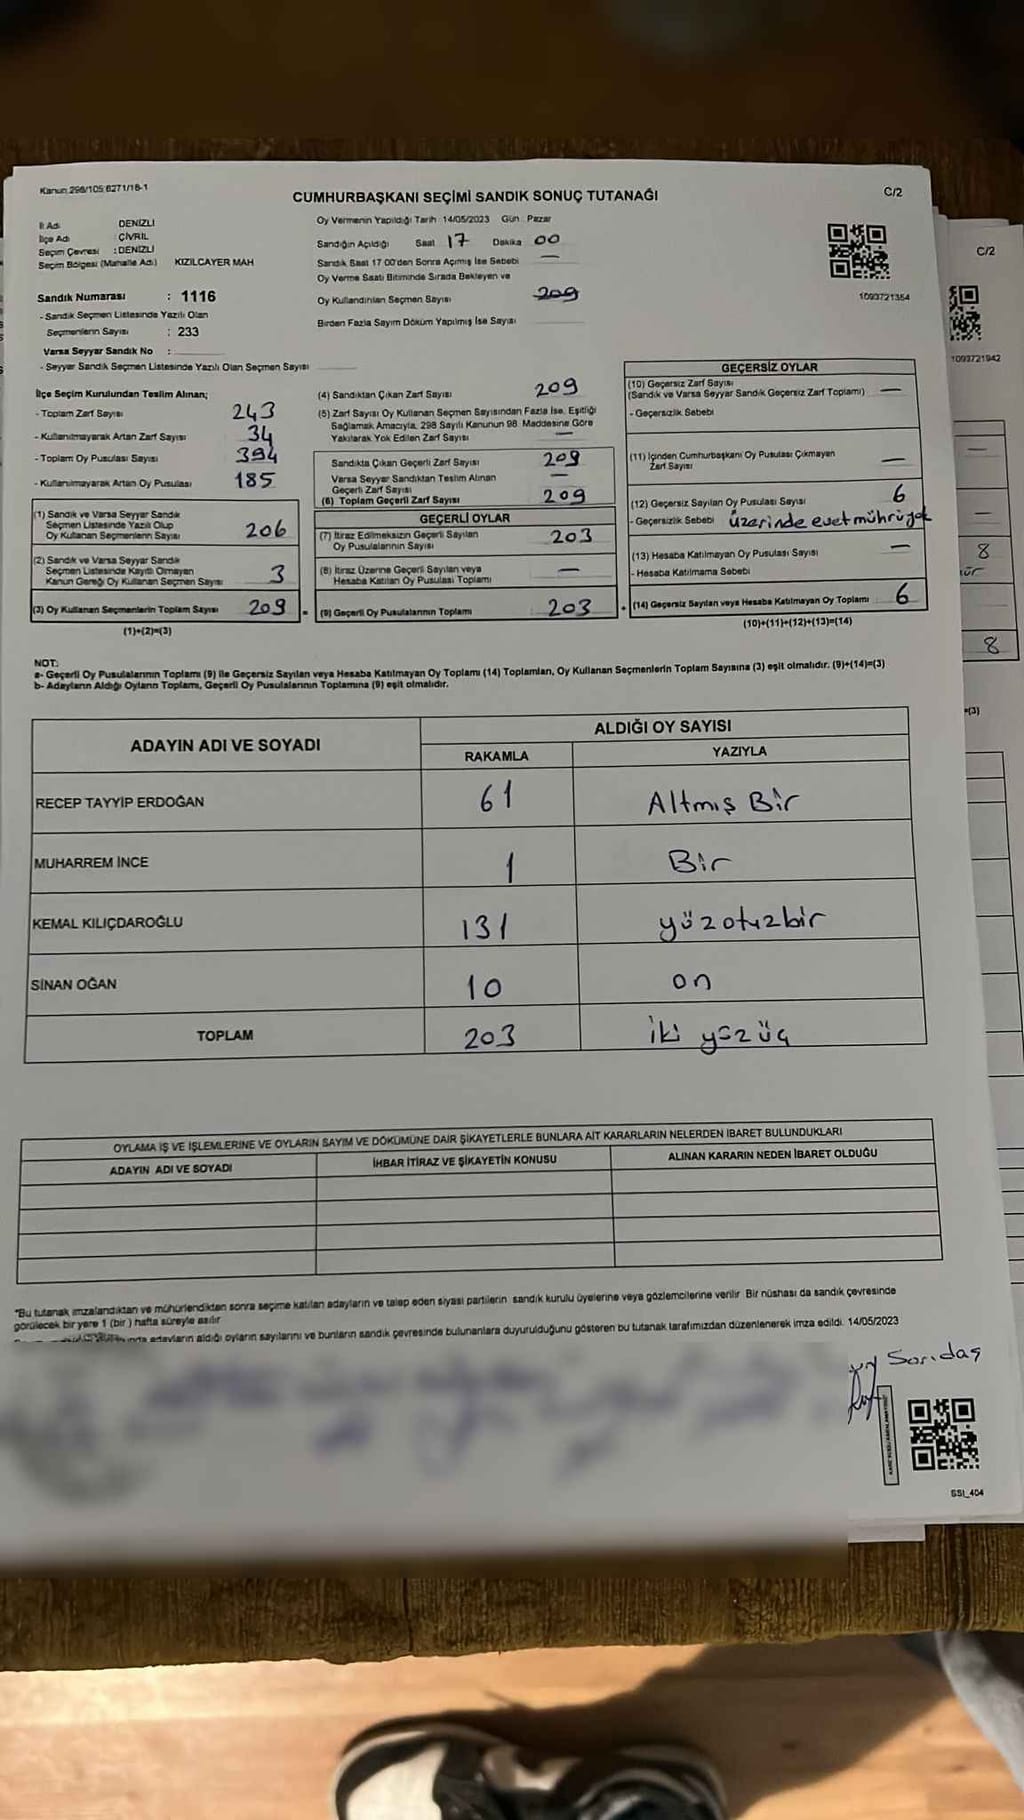 Kanun: 298/105 6271/18-1
CUMHURBAŞKANI SEÇİMİ SANDIK SONUÇ TUTANAĞI
C/2
İl Adı DENİZLİ
İlçe Adı : ÇİVRİL
Seçim Çevresi : DENİZLİ
Seçim Bölgesi (Mahalle Adı) KIZILCAYER MAH
Sandık Numarası : 1116
- Sandık Seçmen Listesinde Yazılı Olan
Seçmenlerin Sayısı : 233
Varsa Seyyar Sandık No :
- Seyyar Sandık Seçmen Listesinde Yazılı Olan Seçmen Sayısı
Oy Vermenin Yapıldığı Tarih : 14/05/2023 Gün : Pazar
Sandığın Açıldığı Saat 17 Dakika 00
Sandık Saat 17 00'den Sonra Açılmış İse Sebebi —
Oy Verme Saati Bitiminde Sırada Bekleyen ve
Oy Kullandırılan Seçmen Sayısı 209
Birden Fazla Sayım Döküm Yapılmış İse Sayısı
1093721354
İlçe Seçim Kurulundan Teslim Alınan;
- Toplam Zarf Sayısı 243
- Kullanılmayarak Artan Zarf Sayısı 34
- Toplam Oy Pusulası Sayısı 394
- Kullanılmayarak Artan Oy Pusulası 185
(1) Sandık ve Varsa Seyyar Sandık
Seçmen Listesinde Yazılı Olup
Oy Kullanan Seçmenlerin Sayısı 206
(2) Sandık ve Varsa Seyyar Sandık
Seçmen Listesinde Kayıtlı Olmayan
Kanun Gereği Oy Kullanan Seçmen Sayısı 3
(3) Oy Kullanan Seçmenlerin Toplam Sayısı 209
(1)+(2)=(3)
(4) Sandıktan Çıkan Zarf Sayısı 209
(5) Zarf Sayısı Oy Kullanan Seçmen Sayısından Fazla İse, Eşitliği
Sağlamak Amacıyla, 298 Sayılı Kanunun 98. Maddesine Göre
Yakılarak Yok Edilen Zarf Sayısı —
Sandıkta Çıkan Geçerli Zarf Sayısı 209
Varsa Seyyar Sandıktan Teslim Alınan
Geçerli Zarf Sayısı —
(6) Toplam Geçerli Zarf Sayısı 209
GEÇERLİ OYLAR
(7) İtiraz Edilmeksizin Geçerli Sayılan
Oy Pusulalarının Sayısı 203
(8) İtiraz Üzerine Geçerli Sayılan veya
Hesaba Katılan Oy Pusulası Toplamı —
(9) Geçerli Oy Pusulalarının Toplamı 203
GEÇERSİZ OYLAR
(10) Geçersiz Zarf Sayısı
(Sandık ve Varsa Seyyar Sandık Geçersiz Zarf Toplamı) —
- Geçersizlik Sebebi
(11) İçinden Cumhurbaşkanı Oy Pusulası Çıkmayan
Zarf Sayısı —
(12) Geçersiz Sayılan Oy Pusulası Sayısı 6
- Geçersizlik Sebebi üzerinde evet mührü yok
(13) Hesaba Katılmayan Oy Pusulası Sayısı —
- Hesaba Katılmama Sebebi
(14) Geçersiz Sayılan veya Hesaba Katılmayan Oy Toplamı 6
(10)+(11)+(12)+(13)=(14)
NOT:
a- Geçerli Oy Pusulalarının Toplamı (9) ile Geçersiz Sayılan veya Hesaba Katılmayan Oy Toplamı (14) Toplamları, Oy Kullanan Seçmenlerin Toplam Sayısına (3) eşit olmalıdır. (9)+(14)=(3)
b- Adayların Aldığı Oyların Toplamı, Geçerli Oy Pusulalarının Toplamına (9) eşit olmalıdır.
ADAYIN ADI VE SOYADI
ALDIĞI OY SAYISI
RAKAMLA YAZIYLA
RECEP TAYYİP ERDOĞAN 61 Altmış Bir
MUHARREM İNCE 1 Bir
KEMAL KILIÇDAROĞLU 131 yüzotuzbir
SİNAN OĞAN 10 on
TOPLAM 203 iki yüz üç
OYLAMA İŞ VE İŞLEMLERİNE VE OYLARIN SAYIM VE DÖKÜMÜNE DAİR ŞİKAYETLERLE BUNLARA AİT KARARLARIN NELERDEN İBARET BULUNDUKLARI
ADAYIN ADI VE SOYADI İHBAR İTİRAZ VE ŞİKAYETİN KONUSU ALINAN KARARIN NEDEN İBARET OLDUĞU
"Bu tutanak imzalandıktan ve mühürlendikten sonra seçime katılan adayların ve talep eden siyasi partilerin sandık kurulu üyelerine veya gözlemcilerine verilir. Bir nüshası da sandık çevresinde
görülecek bir yere 1 (bir) hafta süreyle asılır
adayların aldığı oyların sayılarını ve bunların sandık çevresinde bulunanlara duyurulduğunu gösteren bu tutanak tarafımızdan düzenlenerek imza edildi. 14/05/2023
Sarıdaş
SSI_404
C/2
1093721942
—
—
8
8
=(3)